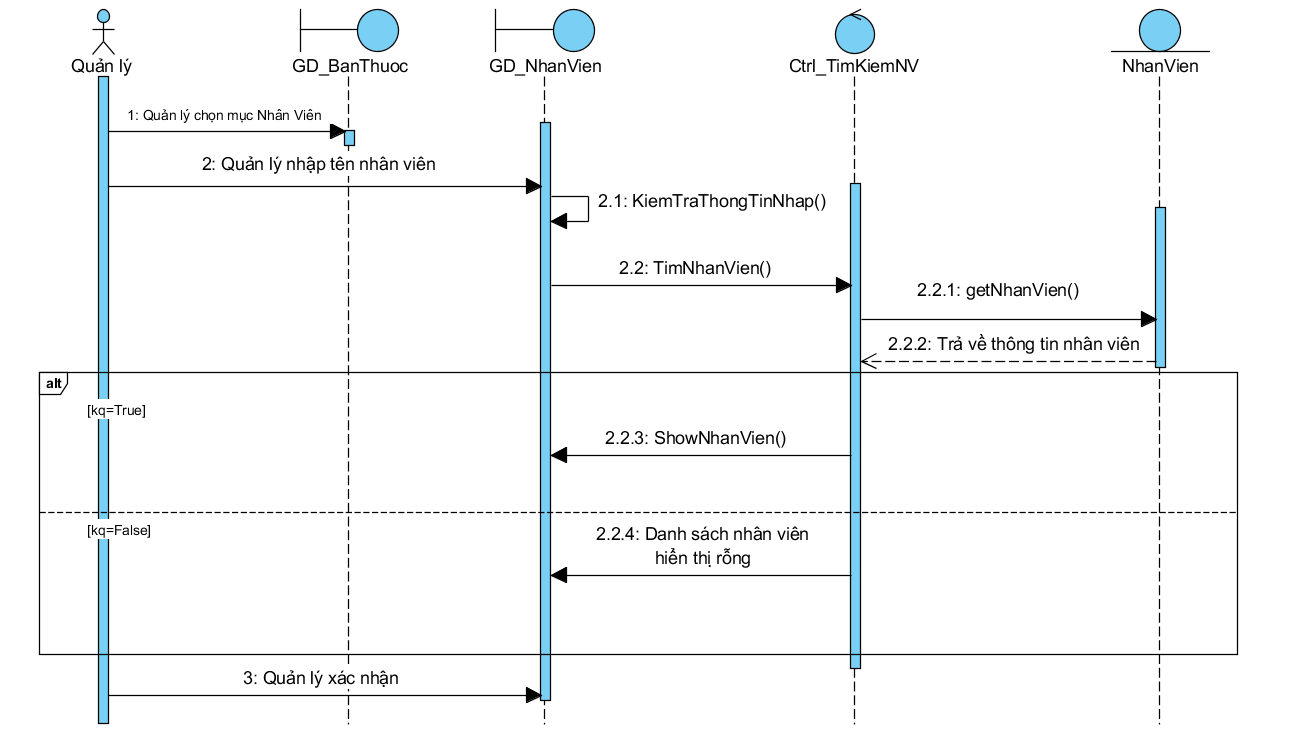 Quản lý
GD_BanThuoc
GD_NhanVien
Ctrl_TimKiemNV
NhanVien
1: Quản lý chọn mục Nhân Viên
2: Quản lý nhập tên nhân viên
2.1: KiemTraThongTinNhap()
2.2: TimNhanVien()
2.2.1: getNhanVien()
2.2.2: Trả về thông tin nhân viên
alt
[kq=True]
2.2.3: ShowNhanVien()
[kq=False]
2.2.4: Danh sách nhân viên
hiển thị rỗng
3: Quản lý xác nhận